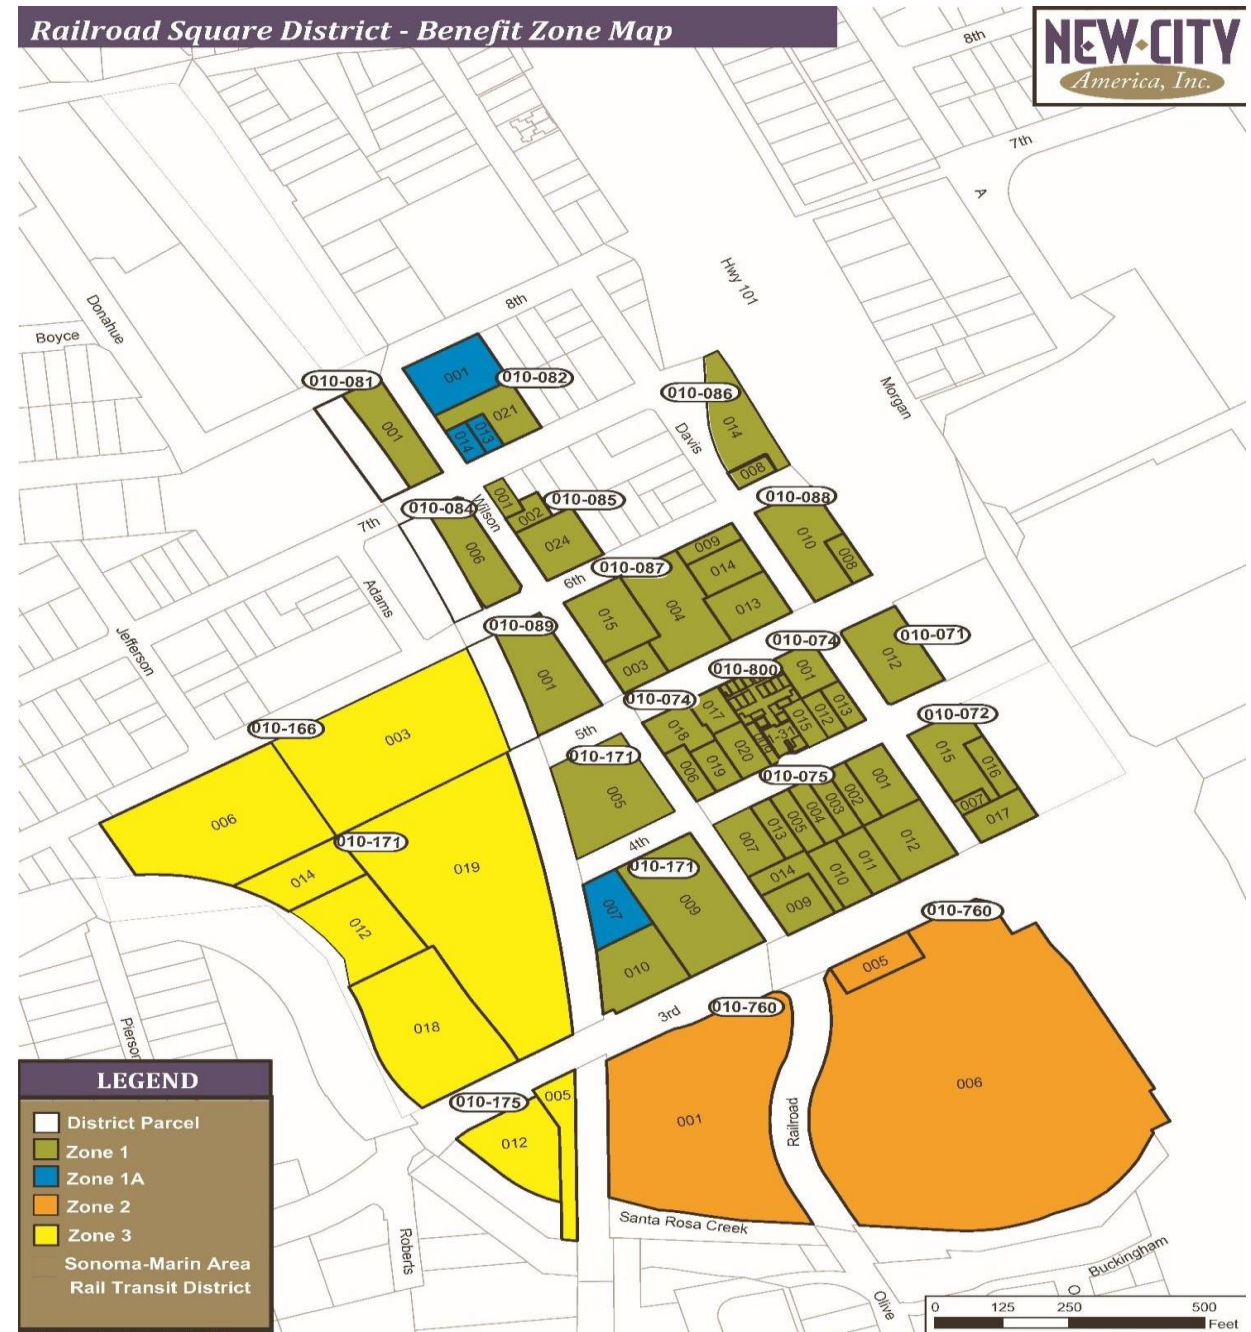 Railroad Square District - Benefit Zone Map
NEW CITY
America, Inc.
8th
7th
A
Hwy 101
Donahue
Boyce
8th
Morgan
010-081
010-082
010-086
001
001
021
014
013
014
008
Davis
7th
Wilson
010-084
010-085
010-088
001
002
024
006
010
008
Adams
6th
010-087
009
014
004
013
015
003
Jefferson
010-089
001
010-074
010-071
012
010-800
001
010-074
017
018
013
012
015
020
019
006
010-072
015
016
007
017
010-166
003
006
5th
010-171
005
010-075
001
002
003
004
005
013
007
012
011
010
014
009
010-171
014
019
012
018
4th
010-171
007
009
010
010-760
005
3rd
010-760
006
001
Railroad
Pierson
010-175
005
012
Santa Rosa Creek
Roberts
Buckingham
O
Olive
LEGEND
District Parcel
Zone 1
Zone 1A
Zone 2
Zone 3
Sonoma-Marin Area
Rail Transit District
0 125 250 500
Feet